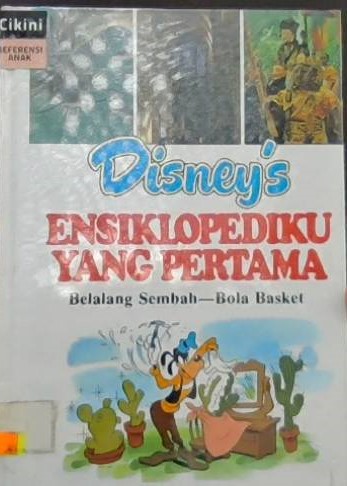 Cikini
REFERENSI
ANAK
Disney's
ENSIKLOPEDIKU
YANG PERTAMA
Belalang Sembah—Bola Basket